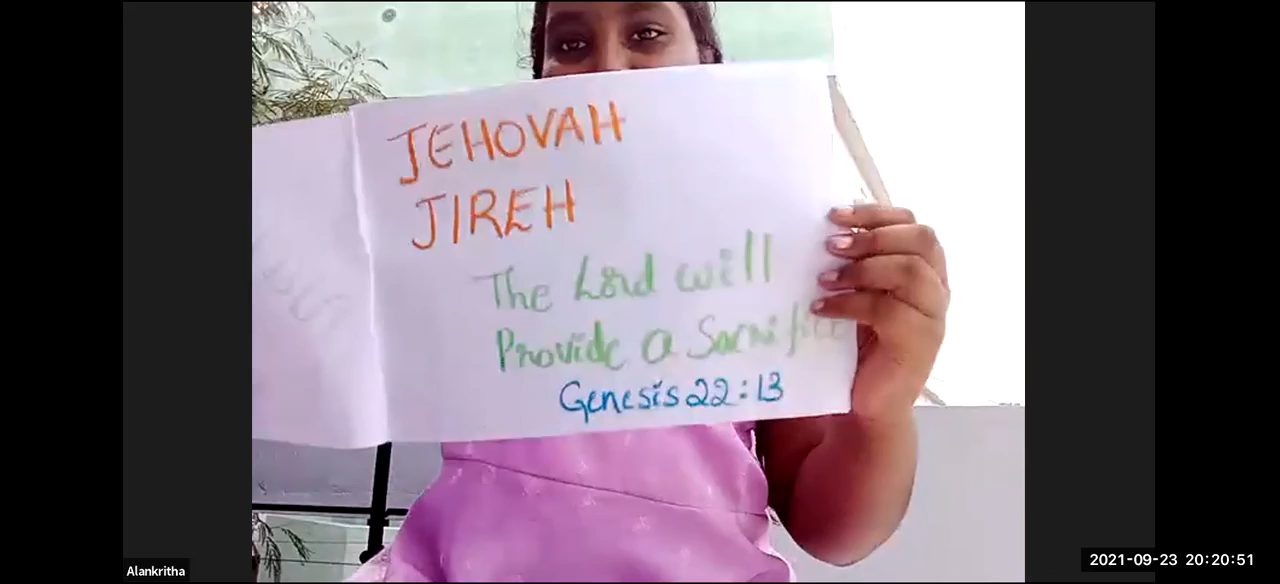 JEHOVAH
JIREH
The Lord will
Provide a Sacrifice
Genesis 22:13
Alankritha
2021-09-23 20:20:51